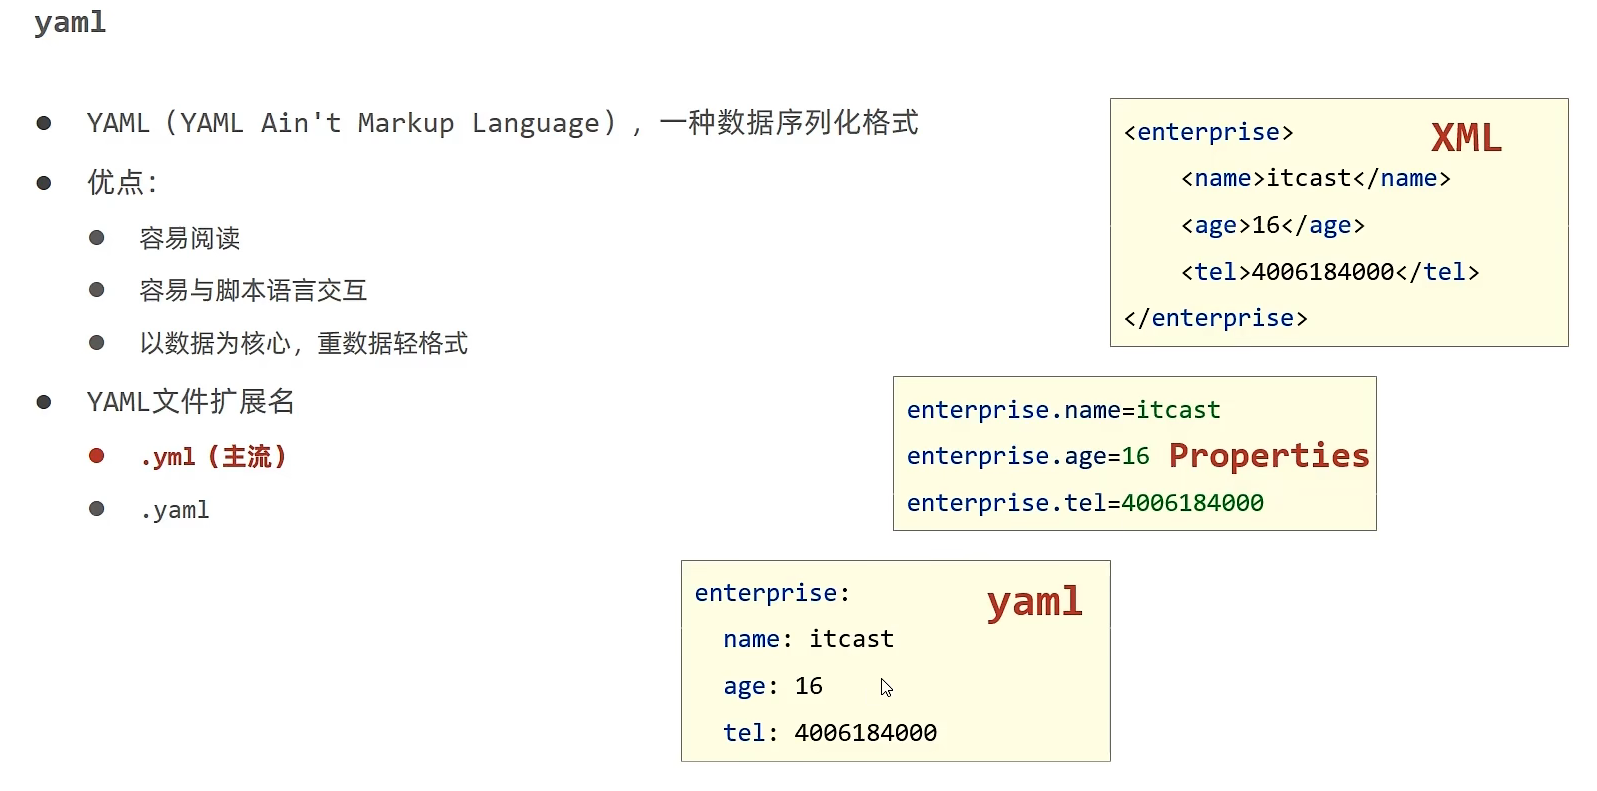 yaml
YAML（YAML Ain't Markup Language），一种数据序列化格式
优点：
容易阅读
容易与脚本语言交互
以数据为核心，重数据轻格式
YAML文件扩展名
.yml（主流）
.yaml
<enterprise>
XML
<name>itcast</name>
<age>16</age>
<tel>4006184000</tel>
</enterprise>
enterprise.name=itcast
enterprise.age=16
Properties
enterprise.tel=4006184000
enterprise:
yaml
name: itcast
age: 16
tel: 4006184000